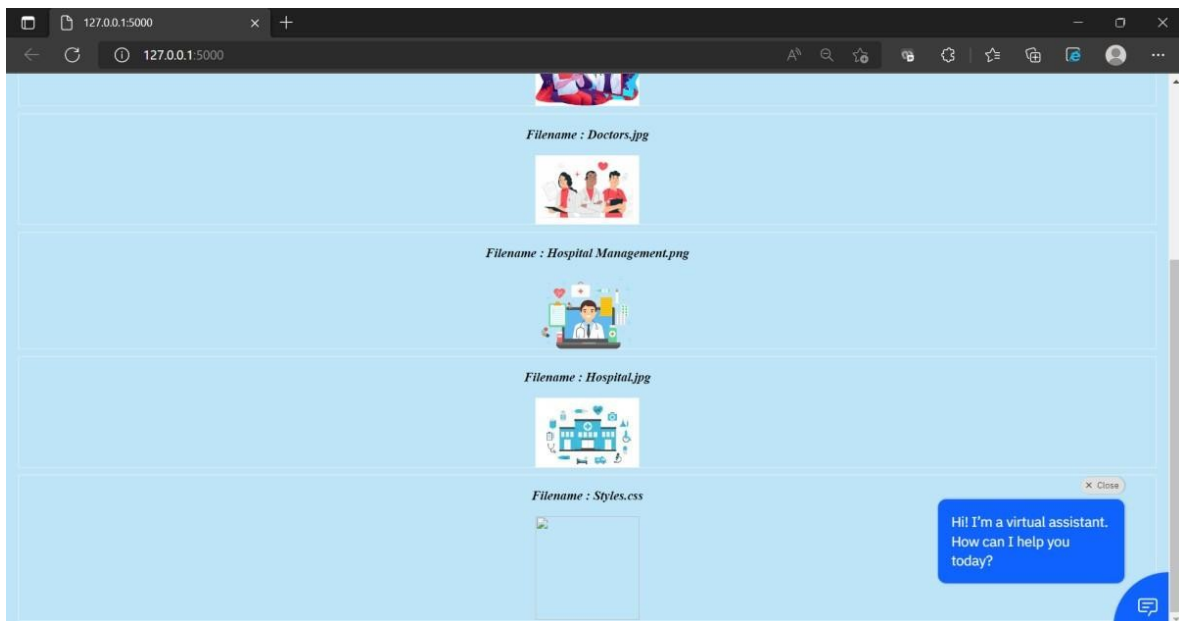 127.0.0.1:5000
127.0.0.1:5000
Filename : Doctors.jpg
Filename : Hospital Management.png
Filename : Hospital.jpg
Filename : Styles.css
× Close
Hi! I'm a virtual assistant.
How can I help you
today?